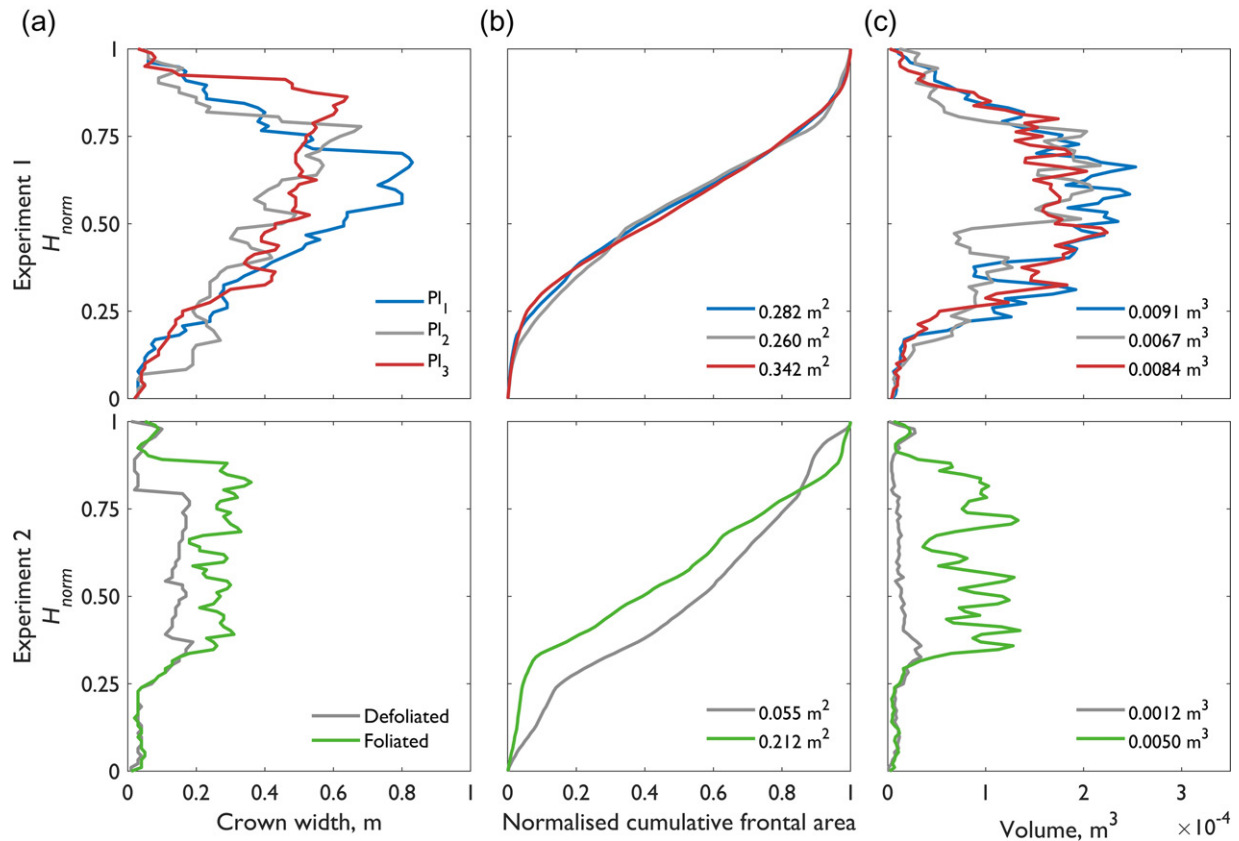 (a) (b) (c)
Experiment 1
H_norm
1
0.75
0.50
0.25
0
Pl_1
Pl_2
Pl_3
0.282 m^2
0.260 m^2
0.342 m^2
0.0091 m^3
0.0067 m^3
0.0084 m^3
Experiment 2
H_norm
1
0.75
0.50
0.25
0
Defoliated
Foliated
0.055 m^2
0.212 m^2
0.0012 m^3
0.0050 m^3
0 0.2 0.4 0.6 0.8 1
Crown width, m
0 0.2 0.4 0.6 0.8 1
Normalised cumulative frontal area
0 1 2 3
Volume, m^3 ×10^-4